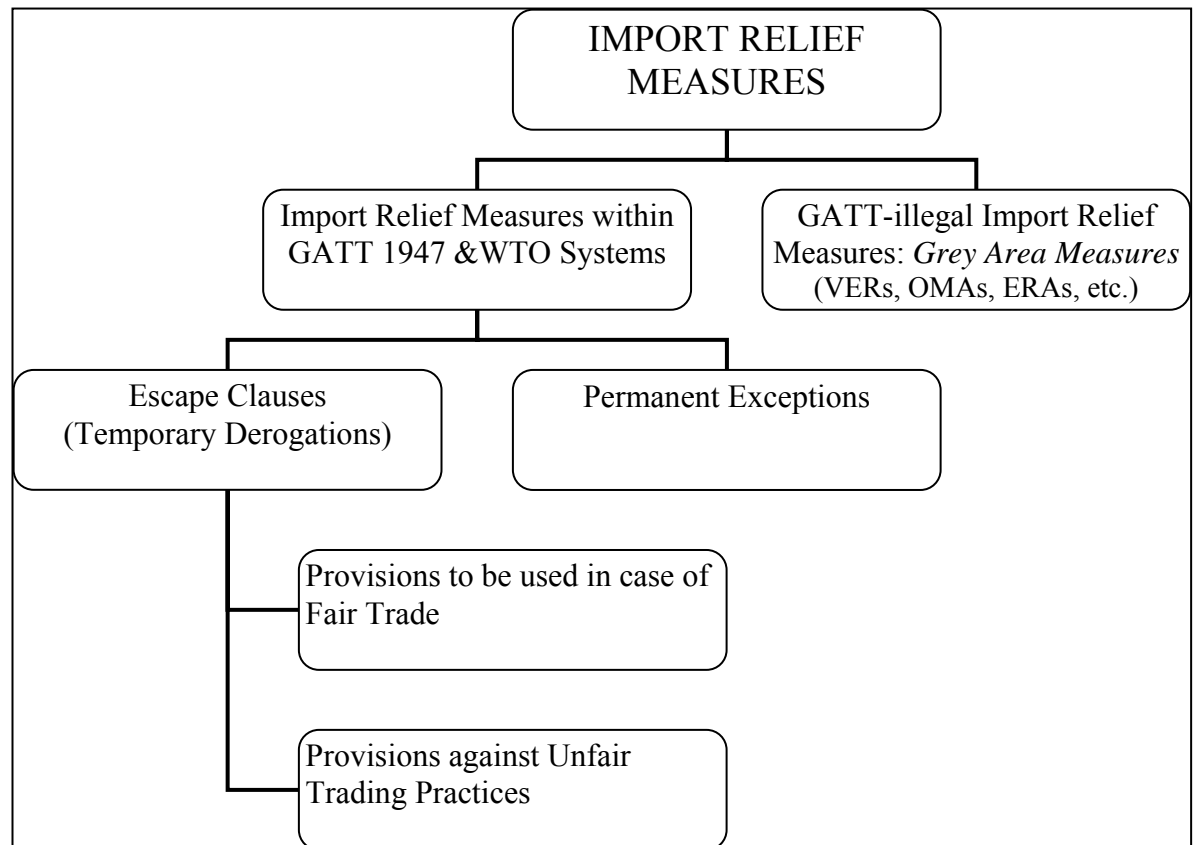 IMPORT RELIEF
MEASURES
Import Relief Measures within
GATT 1947 &WTO Systems
GATT-illegal Import Relief
Measures: Grey Area Measures
(VERs, OMAs, ERAs, etc.)
Escape Clauses
(Temporary Derogations)
Permanent Exceptions
Provisions to be used in case of
Fair Trade
Provisions against Unfair
Trading Practices